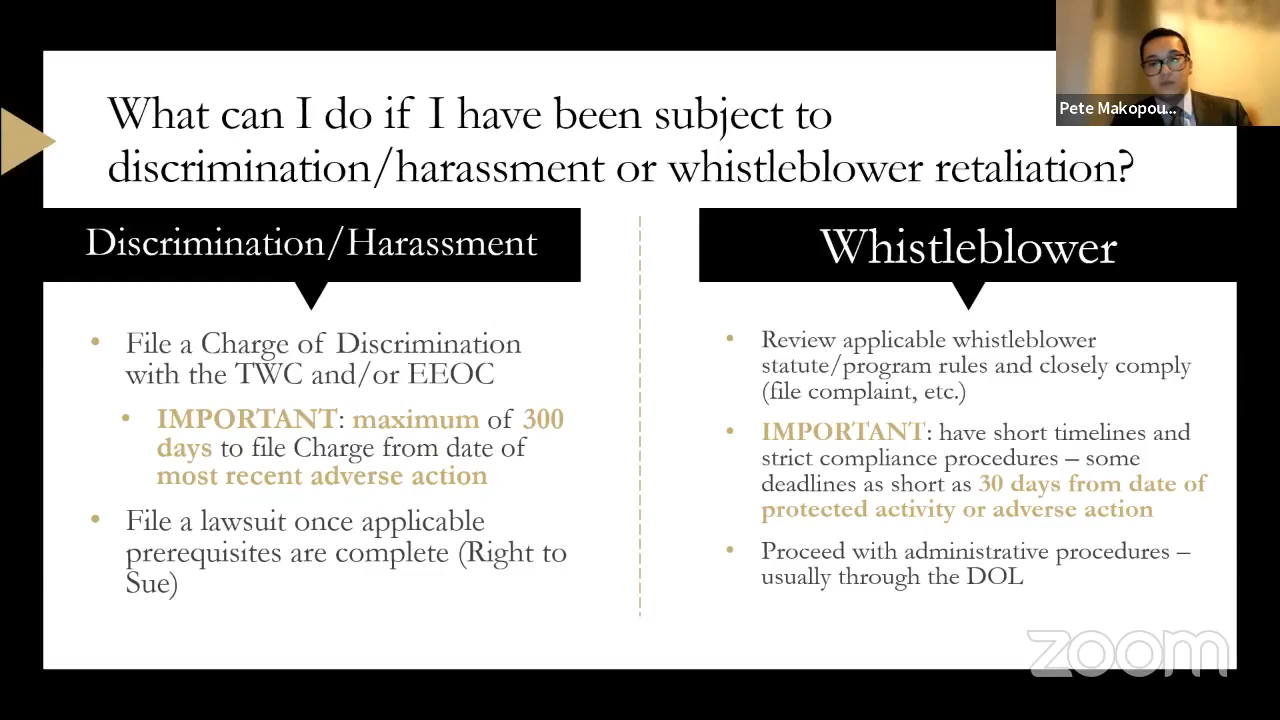 What can I do if I have been subject to
discrimination/harassment or whistleblower retaliation?
Pete Makopou...
Discrimination/Harassment
• File a Charge of Discrimination
with the TWC and/or EEOC
• IMPORTANT: maximum of 300
days to file Charge from date of
most recent adverse action
• File a lawsuit once applicable
prerequisites are complete (Right to
Sue)
Whistleblower
• Review applicable whistleblower
statute/program rules and closely comply
(file complaint, etc.)
• IMPORTANT: have short timelines and
strict compliance procedures – some
deadlines as short as 30 days from date of
protected activity or adverse action
• Proceed with administrative procedures –
usually through the DOL
zoom